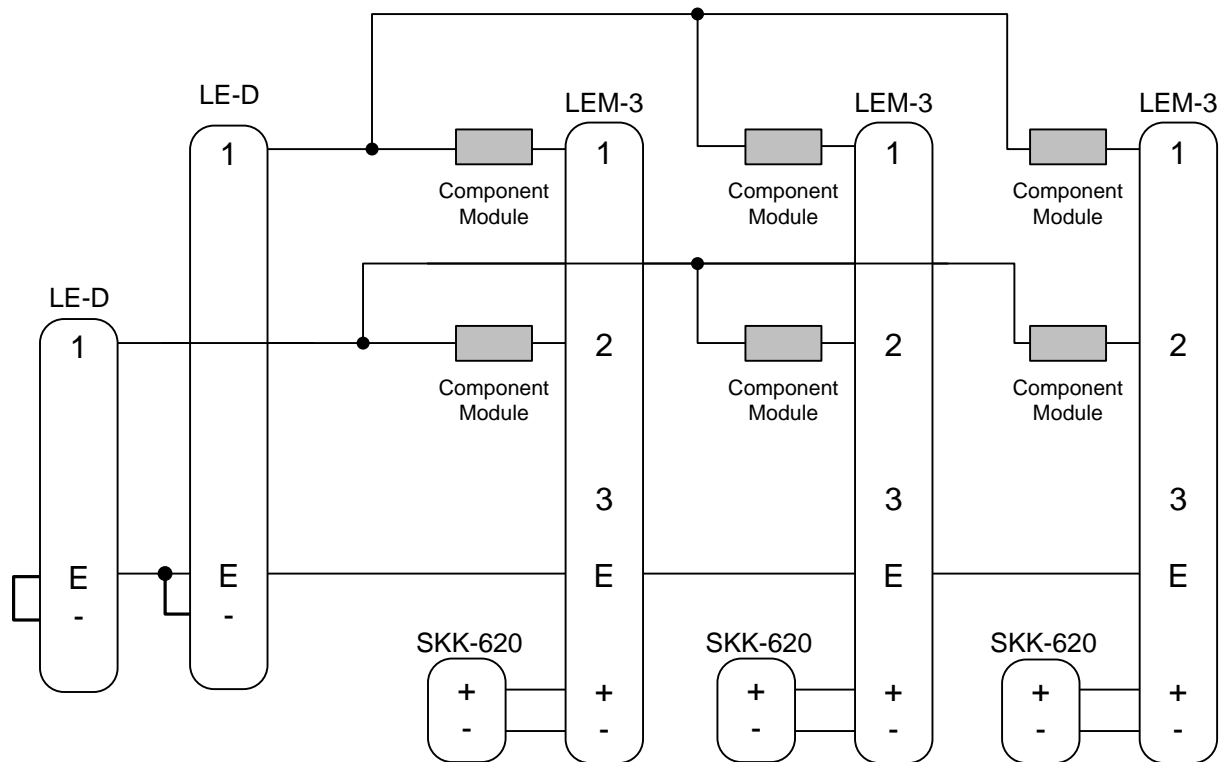 LE-D
LEM-3 LEM-3 LEM-3
1 1 1 1
Component Component Component
Module Module Module
LE-D
1 2 2 2
Component Component Component
Module Module Module
3 3 3
E E E E E
- -
SKK-620 SKK-620 SKK-620
+ + + + + +
- - - - - -